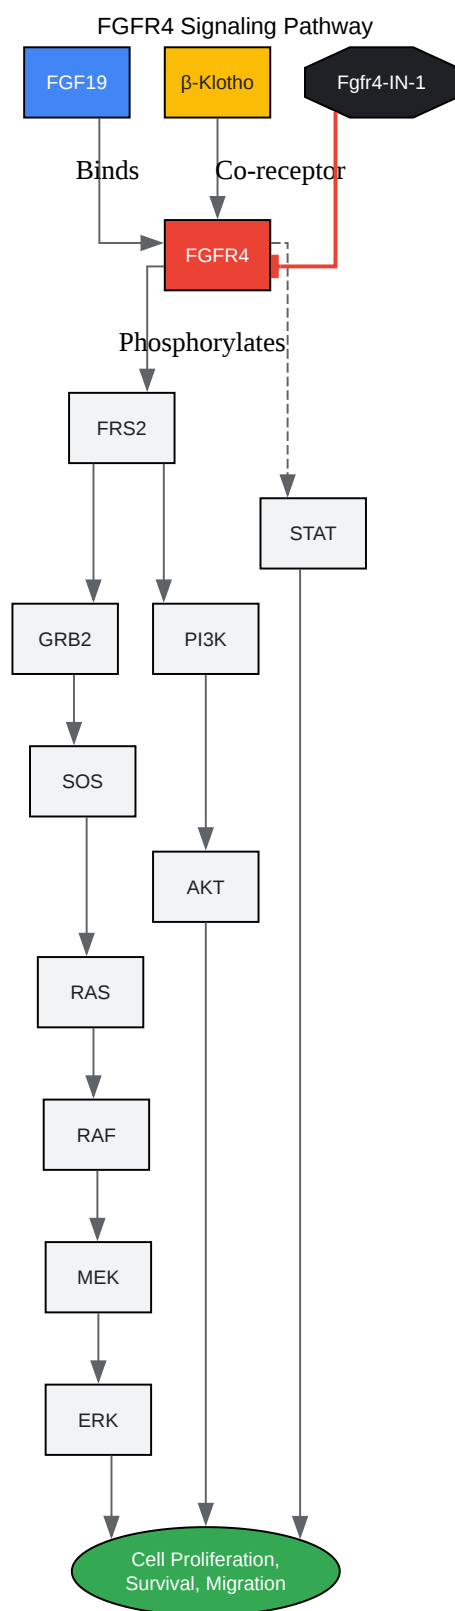 FGFR4 Signaling Pathway
FGF19
β-Klotho
Fgfr4-IN-1
Binds
Co-receptor
FGFR4
Phosphorylates
FRS2
STAT
GRB2
PI3K
SOS
AKT
RAS
RAF
MEK
ERK
Cell Proliferation,
Survival, Migration